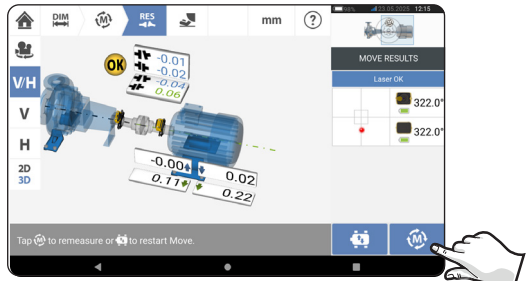 98% 23.05.2025 12:15
DIM
M
RES
mm
?
MOVE RESULTS
Laser OK
322.0°
322.0°
V/H
V
H
2D
3D
OK
-0.01
-0.02
-0.04
0.06
-0.00
0.02
0.11
0.22
Tap M to remeasure or to restart Move.
M